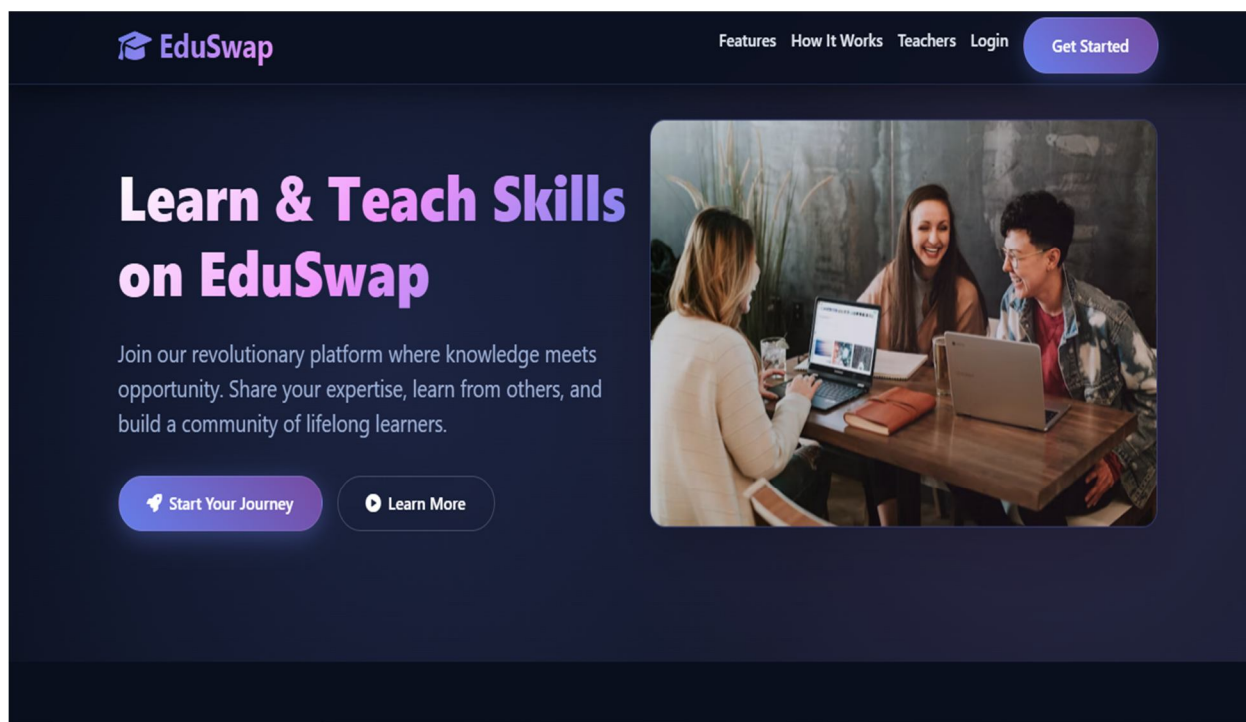 EduSwap
Features How It Works Teachers Login Get Started
Learn & Teach Skills
on EduSwap
Join our revolutionary platform where knowledge meets
opportunity. Share your expertise, learn from others, and
build a community of lifelong learners.
Start Your Journey Learn More